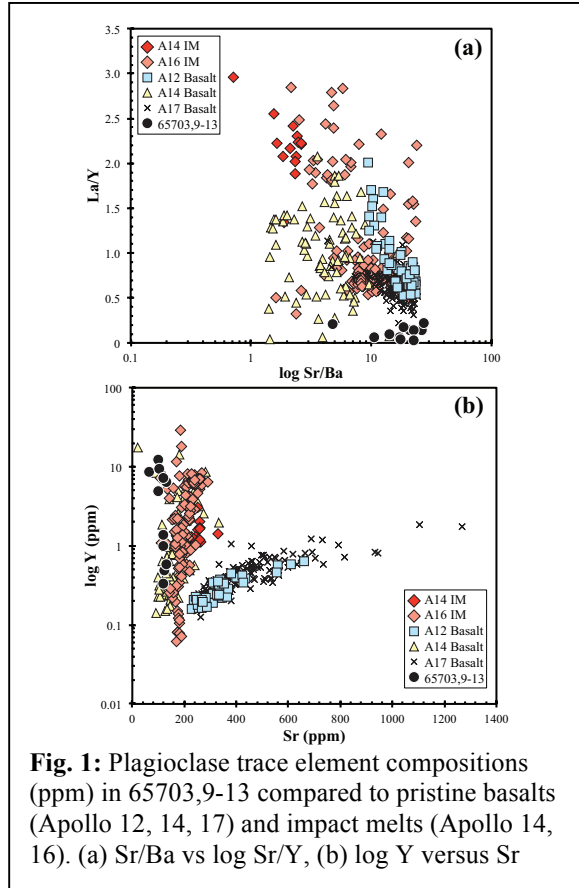 (a)
A14 IM
A16 IM
A12 Basalt
A14 Basalt
A17 Basalt
65703,9-13
La/Y
3.5
3.0
2.5
2.0
1.5
1.0
0.5
0
0.1
1
10
100
log Sr/Ba
(b)
log Y (ppm)
100
10
1
0.1
0.01
A14 IM
A16 IM
A12 Basalt
A14 Basalt
A17 Basalt
65703,9-13
0
200
400
600
800
1000
1200
1400
Sr (ppm)
Fig. 1: Plagioclase trace element compositions
(ppm) in 65703,9-13 compared to pristine basalts
(Apollo 12, 14, 17) and impact melts (Apollo 14,
16). (a) Sr/Ba vs log Sr/Y, (b) log Y versus Sr